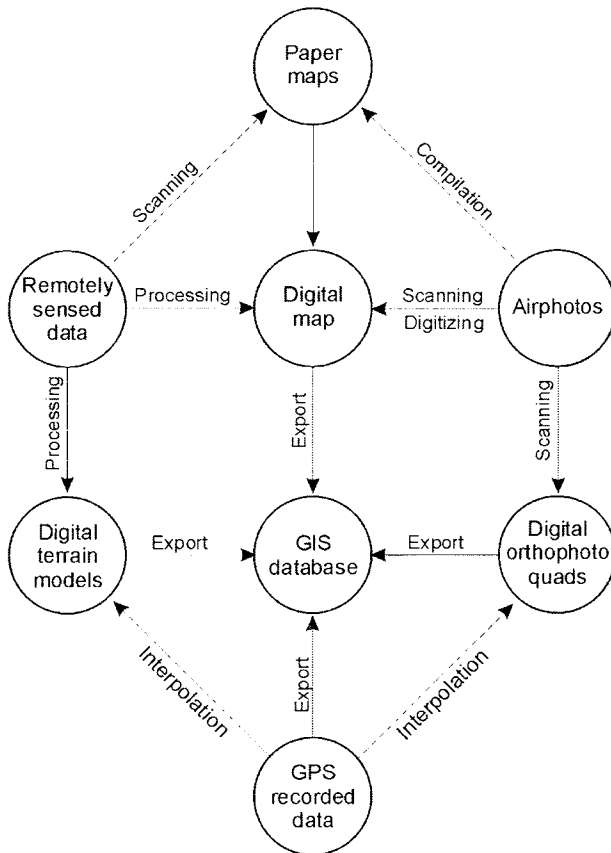 Paper
maps
Scanning
Compilation
Remotely
sensed
data
Processing
Digital
map
Scanning
Digitizing
Airphotos
Processing
Export
Scanning
Digital
terrain
models
Export
GIS
database
Export
Digital
orthophoto
quads
Interpolation
Export
Interpolation
GPS
recorded
data